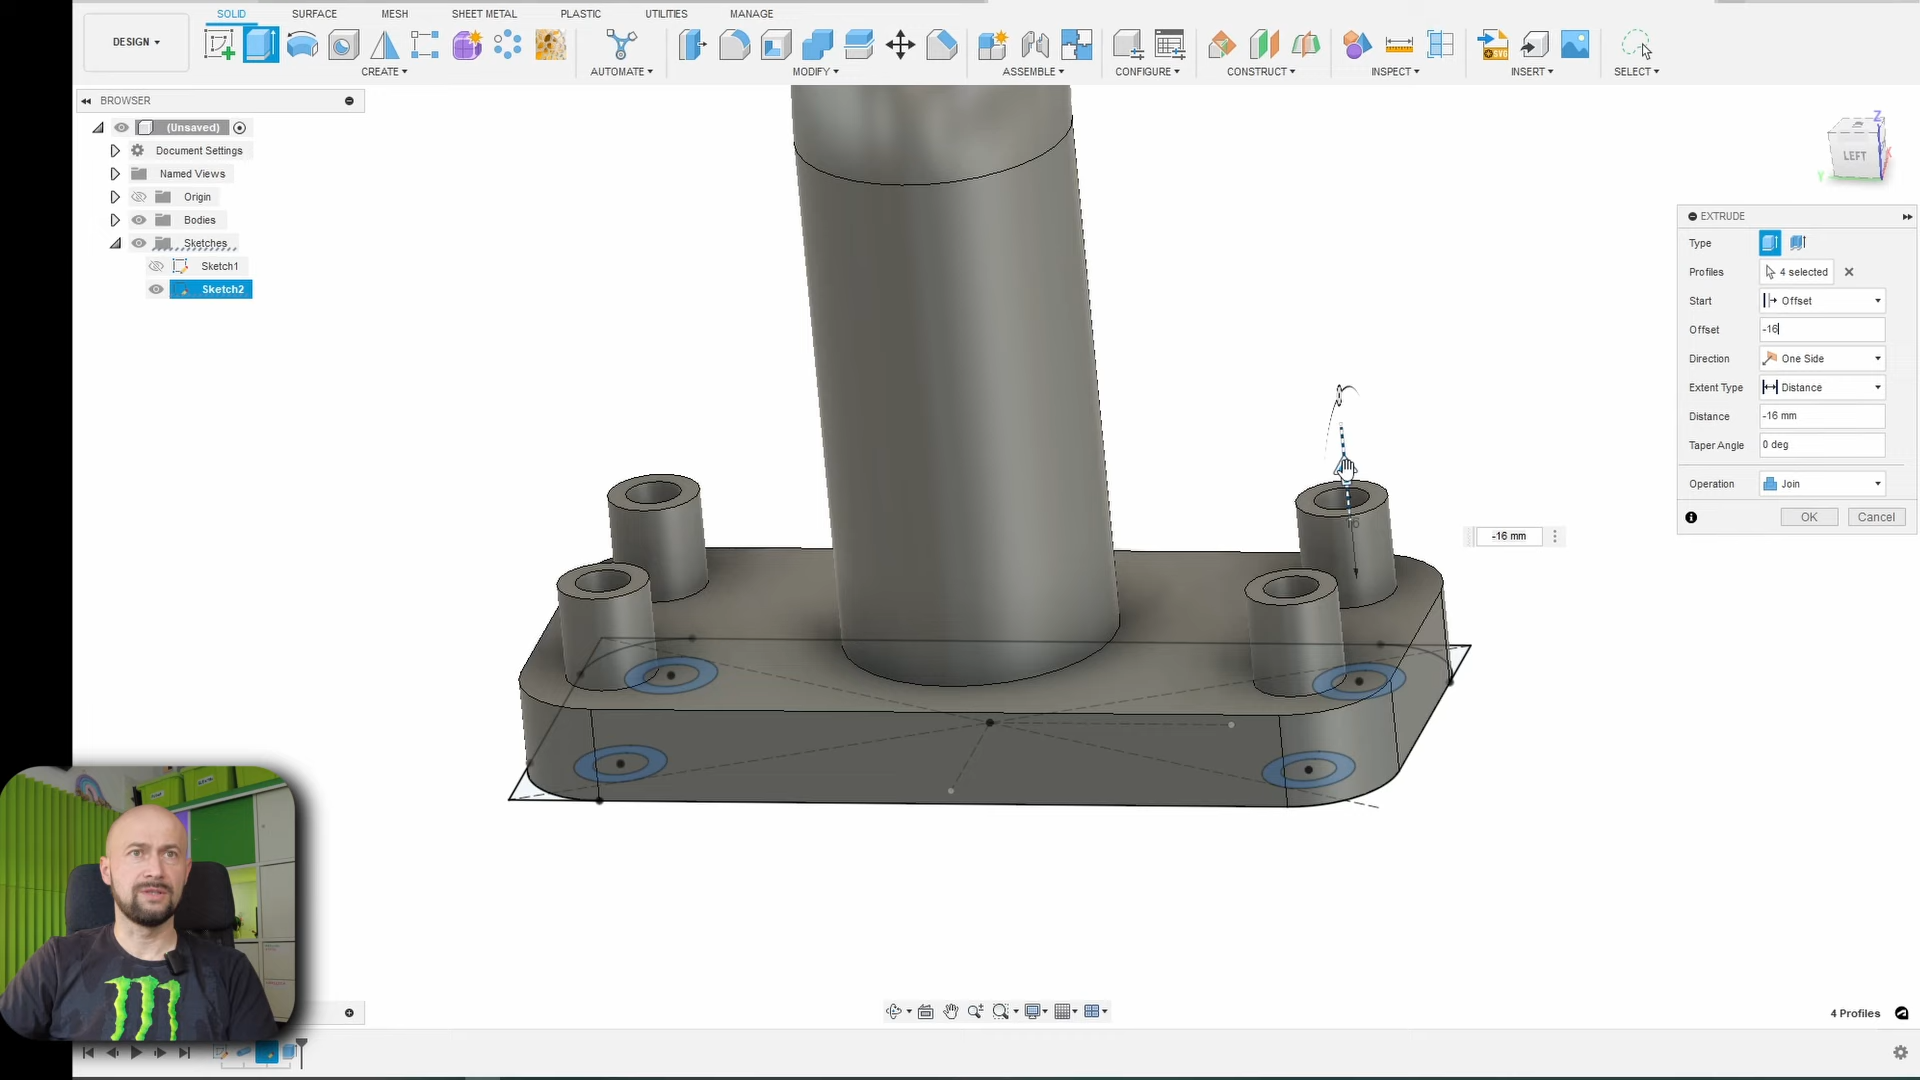 SOLID SURFACE MESH SHEET METAL PLASTIC UTILITIES MANAGE
DESIGN
CREATE AUTOMATE MODIFY ASSEMBLE CONFIGURE CONSTRUCT INSPECT INSERT SELECT
BROWSER
(Unsaved)
Document Settings
Named Views
Origin
Bodies
Sketches
Sketch1
Sketch2
Z
LEFT
Y
EXTRUDE
Type
Profiles 4 selected
Start Offset
Offset -16
Direction One Side
Extent Type Distance
Distance -16 mm
Taper Angle 0 deg
Operation Join
OK Cancel
-16 mm
4 Profiles